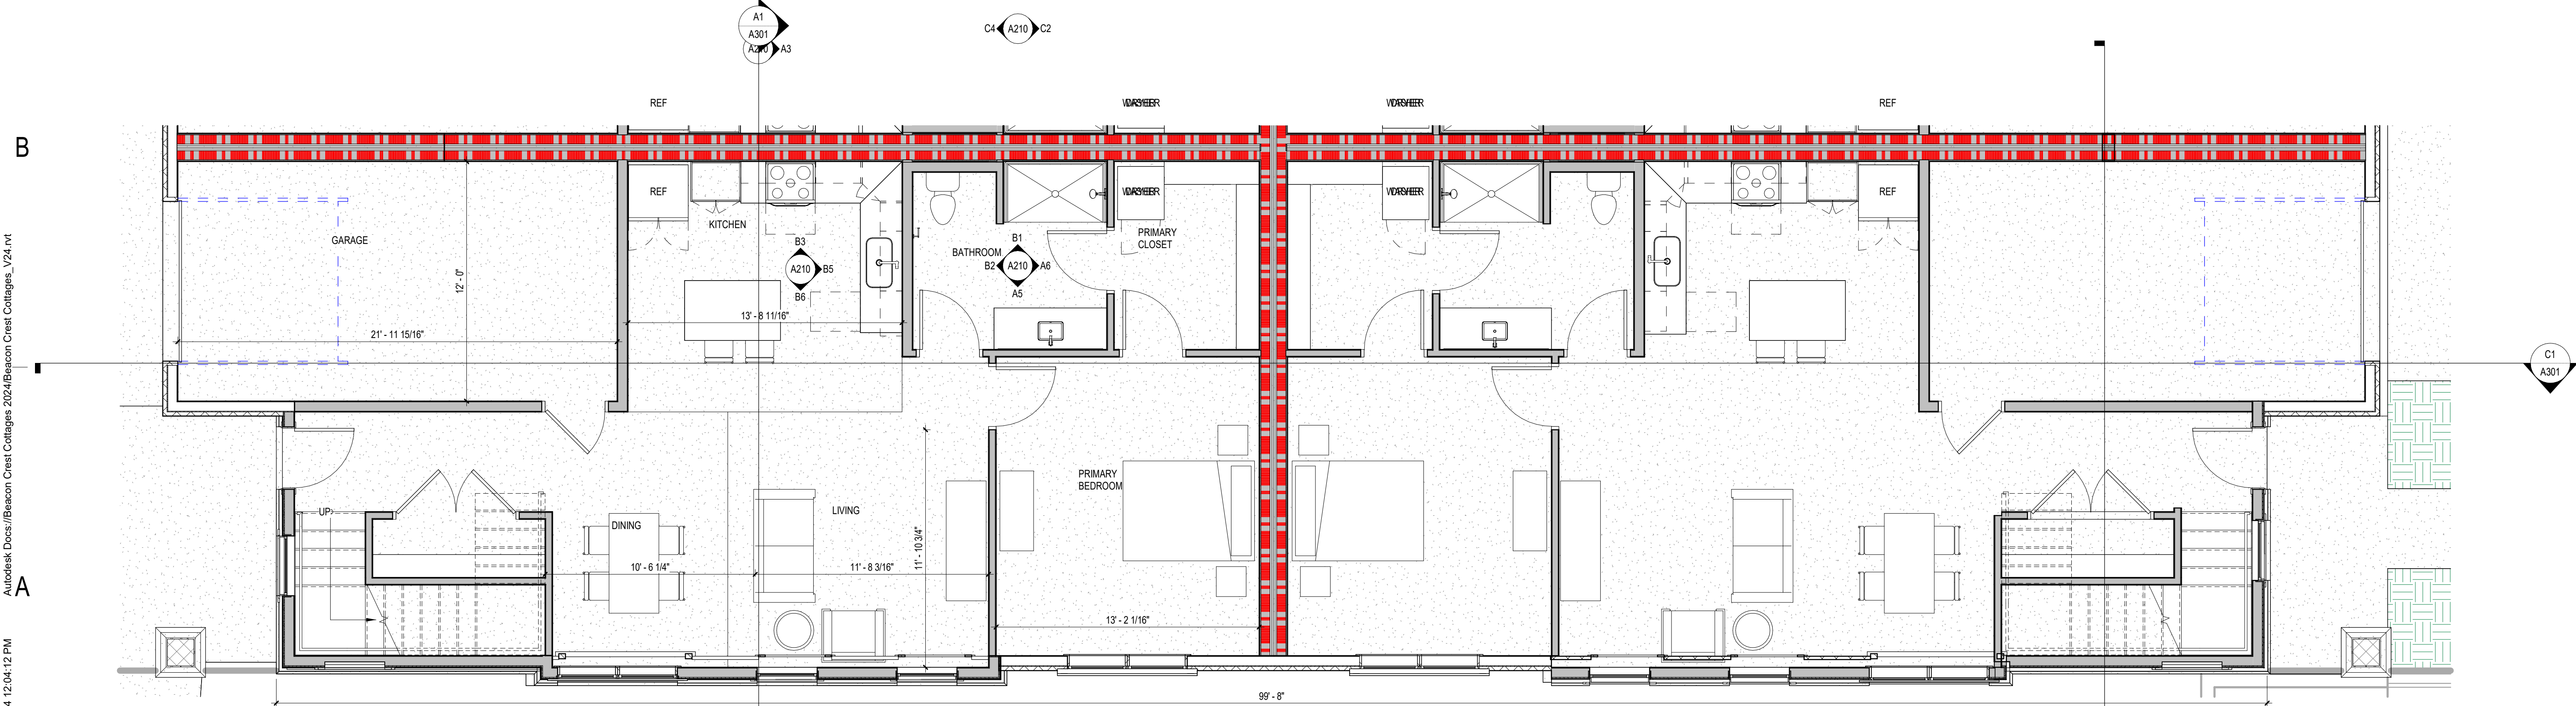 A1
A301
A3
C4
A210
C2
B
REF
REF
REF
REF
GARAGE
KITCHEN
12' - 0"
B3
A210
B5
B6
BATHROOM
B1
B2
A210
A6
A5
PRIMARY
CLOSET
21' - 11 15/16"
13' - 8 11/16"
C1
A301
PRIMARY
BEDROOM
UP
DINING
LIVING
11' - 10 3/4"
10' - 6 1/4"
11' - 8 3/16"
A
13' - 2 1/16"
99' - 8"
Autodesk Docs://Beacon Crest Cottages 2024/Beacon Crest Cottages_V24.rvt
4 12:04:12 PM